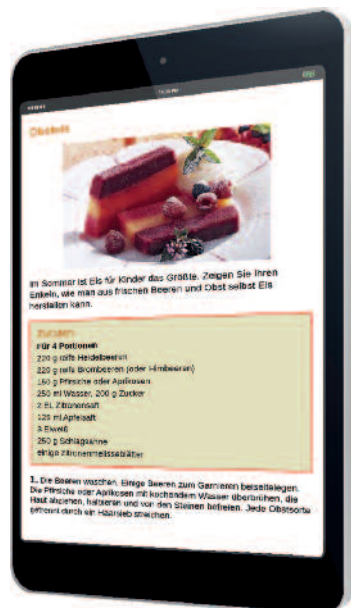 Obsteis
Im Sommer ist Eis für Kinder das Größte. Zeigen Sie Ihren
Enkeln, wie man aus frischen Beeren und Obst selbst Eis
herstellen kann.
Zutaten
Für 4 Portionen
220 g reife Heidelbeeren
220 g reife Brombeeren (oder Himbeeren)
150 g Pfirsiche oder Aprikosen
250 ml Wasser, 200 g Zucker
2 EL Zitronensaft
125 ml Apfelsaft
3 Eiweiß
250 g Schlagsahne
einige Zitronenmelisseblätter
1. Die Beeren waschen. Einige Beeren zum Garnieren beiseitelegen.
Die Pfirsiche oder Aprikosen mit kochendem Wasser überbrühen, die
Haut abziehen, halbieren und von den Steinen befreien. Jede Obstsorte
getrennt durch ein Haarsieb streichen.